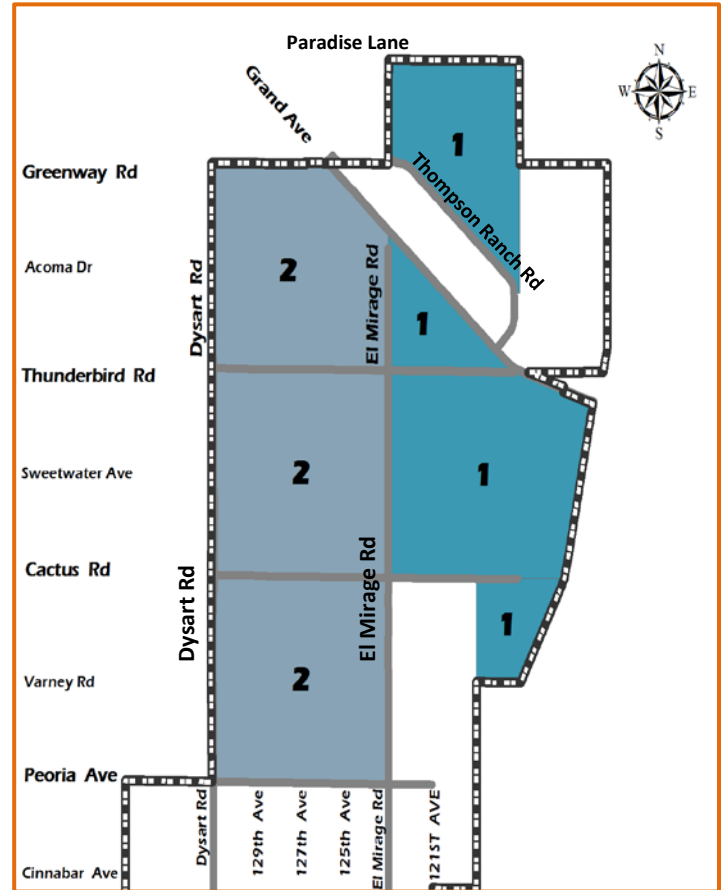 Paradise Lane
N
W
E
S
Grand Ave
1
Greenway Rd
Thompson Ranch Rd
Acoma Dr
Dysart Rd
2
El Mirage Rd
1
Thunderbird Rd
Sweetwater Ave
2
1
Cactus Rd
Dysart Rd
El Mirage Rd
1
Varney Rd
2
Peoria Ave
Dysart Rd
129th Ave
127th Ave
125th Ave
El Mirage Rd
121ST AVE
Cinnabar Ave